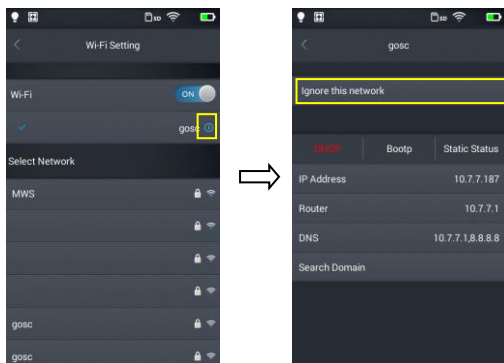 SD
Wi-Fi Setting
Wi-Fi
ON
gosc
Select Network
MWS
gosc
gosc
SD
gosc
Ignore this network
DHCP Bootp Static Status
IP Address 10.7.7.187
Router 10.7.7.1
DNS 10.7.7.1,8.8.8.8
Search Domain